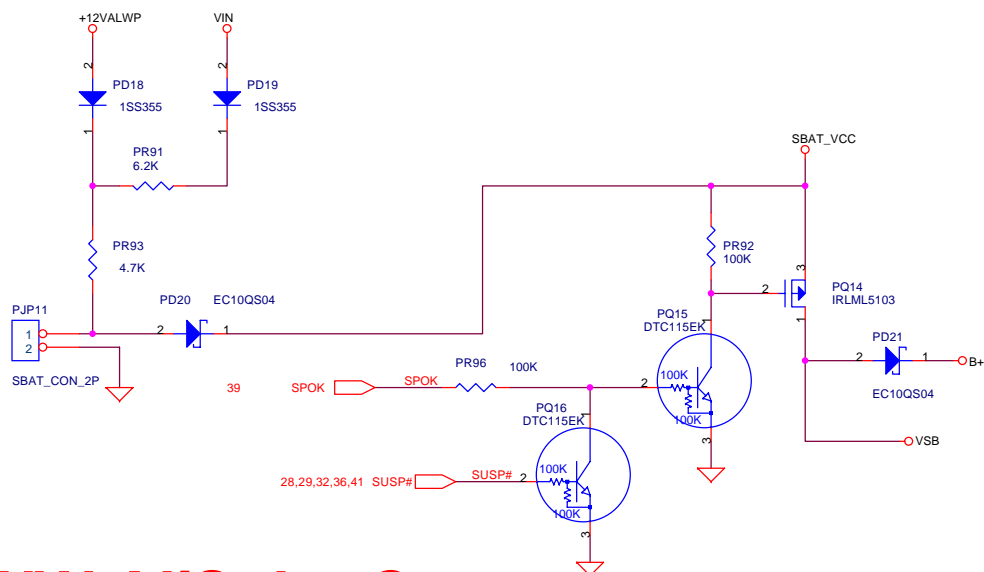 +12VALWP
VIN
2
2
PD18
1SS355
PD19
1SS355
1
1
PR91
6.2K
SBAT_VCC
PR93
4.7K
PR92
100K
3
2
PQ14
IRLML5103
1
PJP11
1
2
SBAT_CON_2P
PD20
EC10QS04
2
1
PQ15
DTC115EK
1
PD21
2
1
B+
EC10QS04
PR96
100K
39
SPOK
SPOK
2
100K
100K
3
VSB
PQ16
DTC115EK
1
28,29,32,36,41
SUSP#
SUSP#
2
100K
100K
3